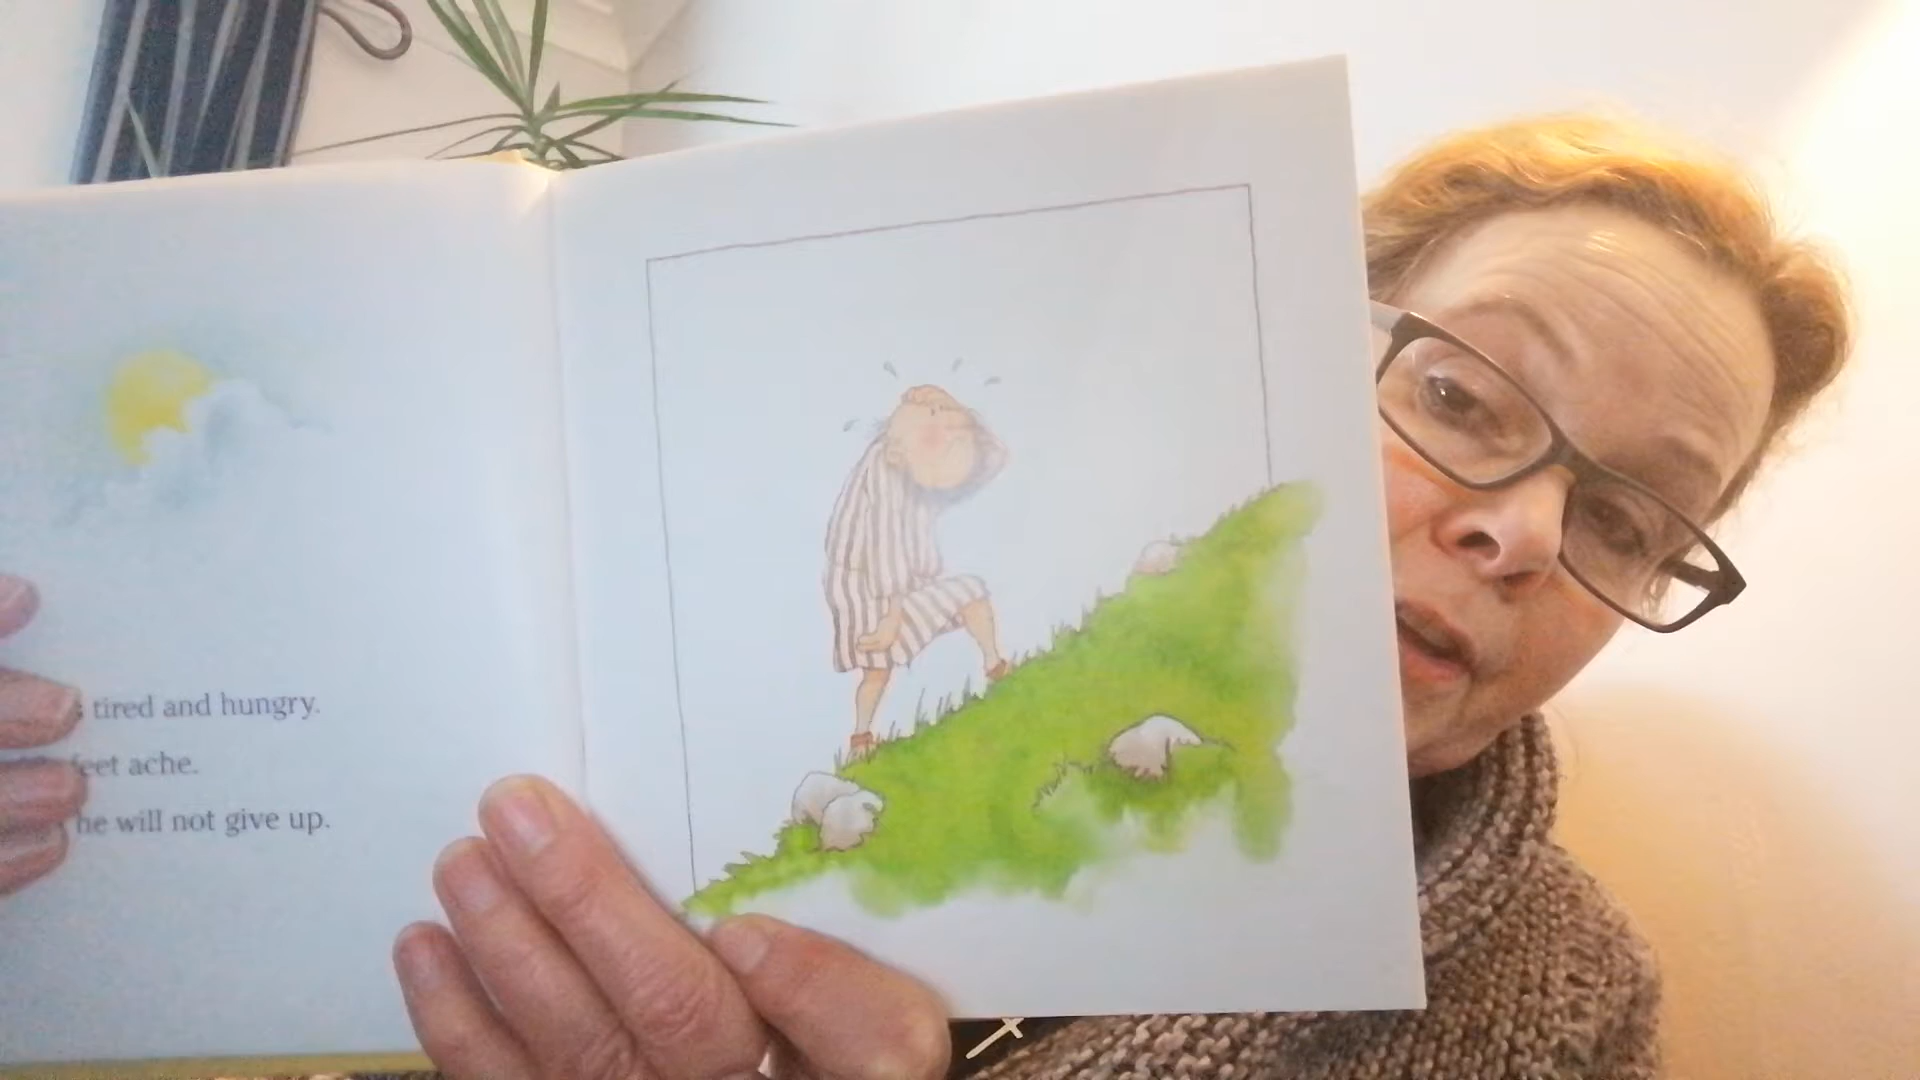 tired and hungry.
feet ache.
he will not give up.